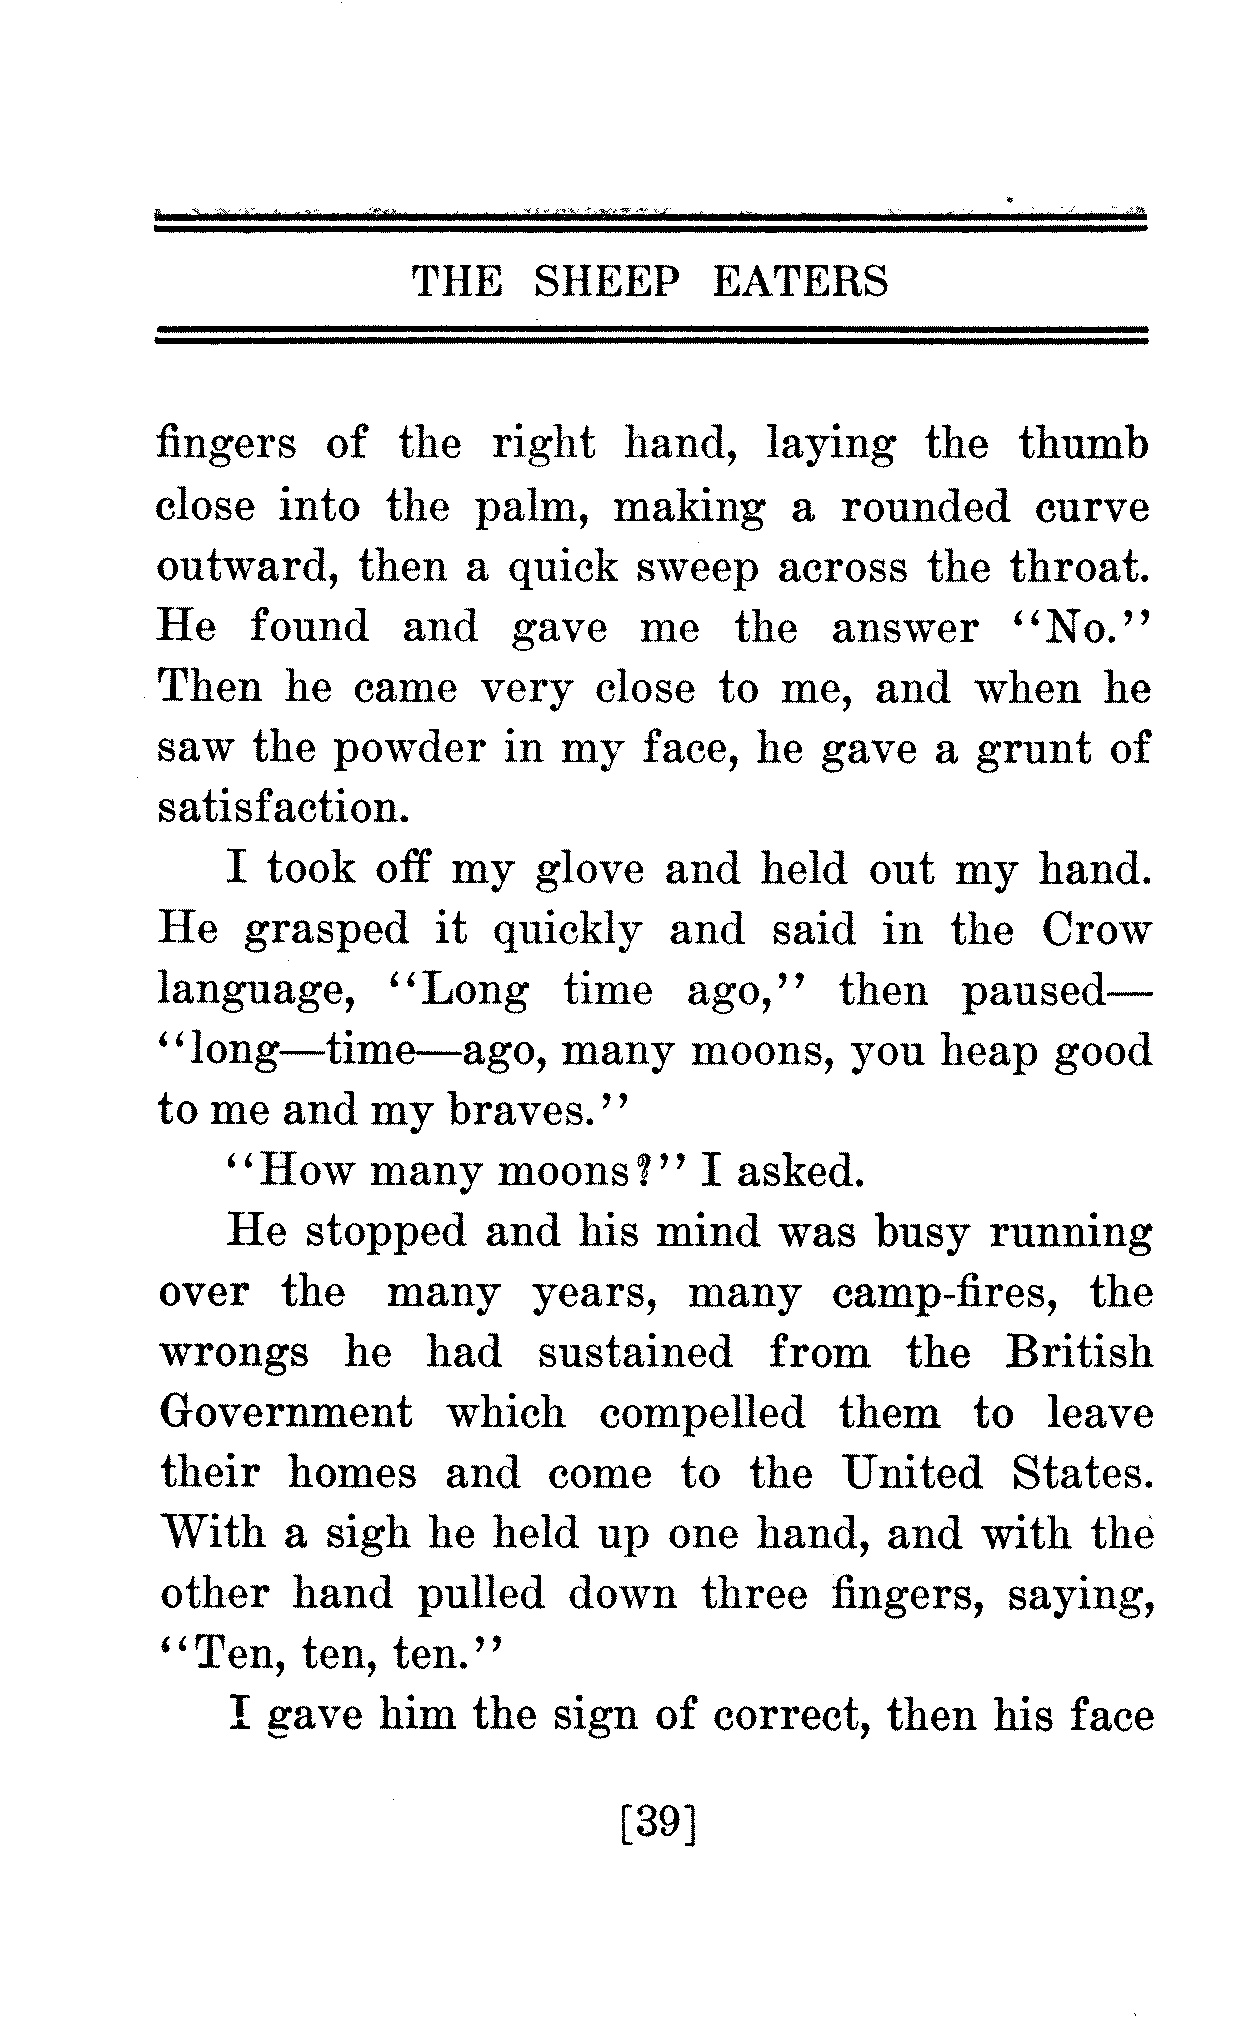 THE SHEEP EATERS
fingers of the right hand, laying the thumb
close into the palm, making a rounded curve
outward, then a quick sweep across the throat.
He found and gave me the answer "No."
Then he came very close to me, and when he
saw the powder in my face, he gave a grunt of
satisfaction.
I took off my glove and held out my hand.
He grasped it quickly and said in the Crow
language, "Long time ago," then paused—
"long—time—ago, many moons, you heap good
to me and my braves."
"How many moons?" I asked.
He stopped and his mind was busy running
over the many years, many camp-fires, the
wrongs he had sustained from the British
Government which compelled them to leave
their homes and come to the United States.
With a sigh he held up one hand, and with the
other hand pulled down three fingers, saying,
"Ten, ten, ten."
I gave him the sign of correct, then his face
[39]